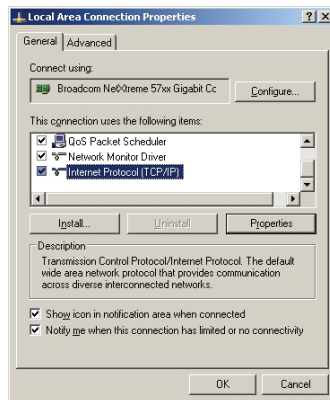 Local Area Connection Properties
General Advanced
Connect using:
Broadcom NetXtreme 57xx Gigabit Cc
Configure...
This connection uses the following items:
QoS Packet Scheduler
Network Monitor Driver
Internet Protocol (TCP/IP)
Install... Uninstall Properties
Description
Transmission Control Protocol/Internet Protocol. The default
wide area network protocol that provides communication
across diverse interconnected networks.
Show icon in notification area when connected
Notify me when this connection has limited or no connectivity
OK Cancel